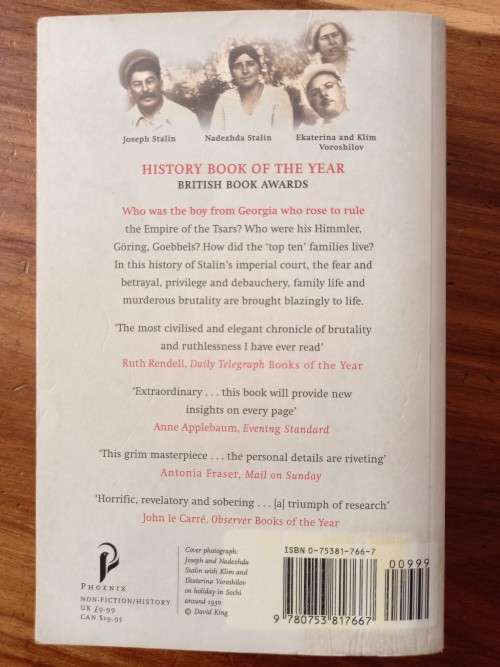 Joseph Stalin
Nadezhda Stalin
Ekaterina and Klim
Voroshilov
HISTORY BOOK OF THE YEAR
BRITISH BOOK AWARDS
Who was the boy from Georgia who rose to rule
the Empire of the Tsars? Who were his Himmler,
Göring, Goebbels? How did the ‘top ten’ families live?
In this history of Stalin's imperial court, the fear and
betrayal, privilege and debauchery, family life and
murderous brutality are brought blazingly to life.
‘The most civilised and elegant chronicle of brutality
and ruthlessness I have ever read’
Ruth Rendell, Daily Telegraph Books of the Year
‘Extraordinary . . . this book will provide new
insights on every page’
Anne Applebaum, Evening Standard
‘This grim masterpiece . . . the personal details are riveting’
Antonia Fraser, Mail on Sunday
‘Horrific, revelatory and sobering . . . [a] triumph of research’
John le Carré, Observer Books of the Year
PHOENIX
NON-FICTION/HISTORY
UK £9.99
CAN $19.95
Cover photograph:
Joseph and Nadezhda
Stalin with Klim and
Ekaterina Voroshilov
on holiday in Sochi
around 1930
© David King
ISBN 0-75381-766-7
00999
9 780753 817667